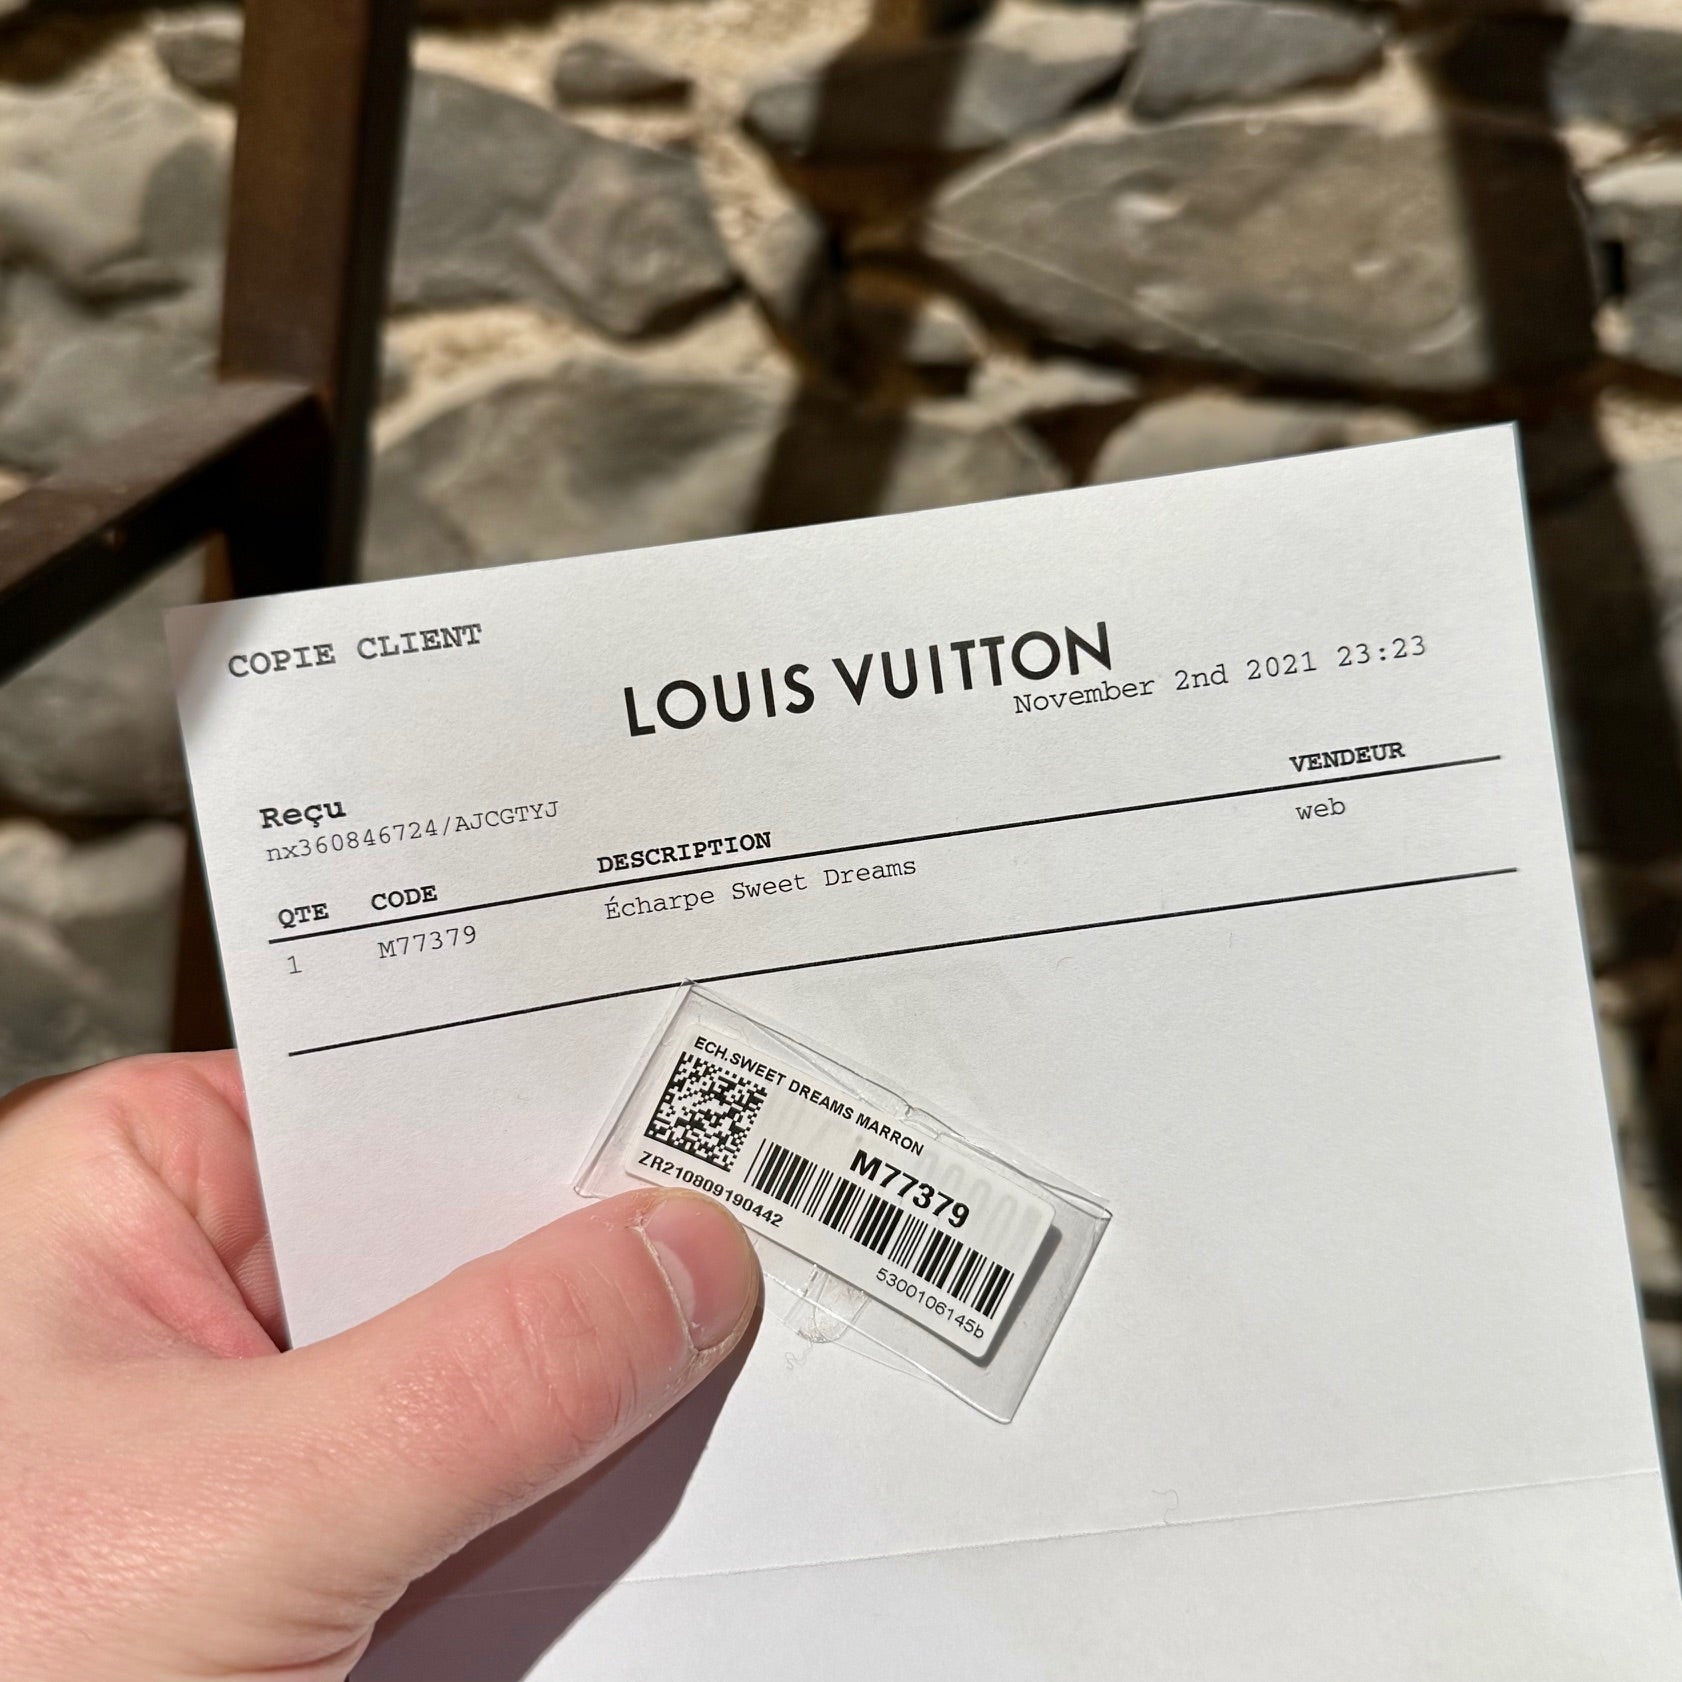 COPIE CLIENT
LOUIS VUITTON
November 2nd 2021 23:23
Reçu
nx360846724/AJCGTYJ
QTE CODE DESCRIPTION VENDEUR
1 M77379 Écharpe Sweet Dreams web
ECH.SWEET DREAMS MARRON
M77379
ZR210809190442
5300106145b